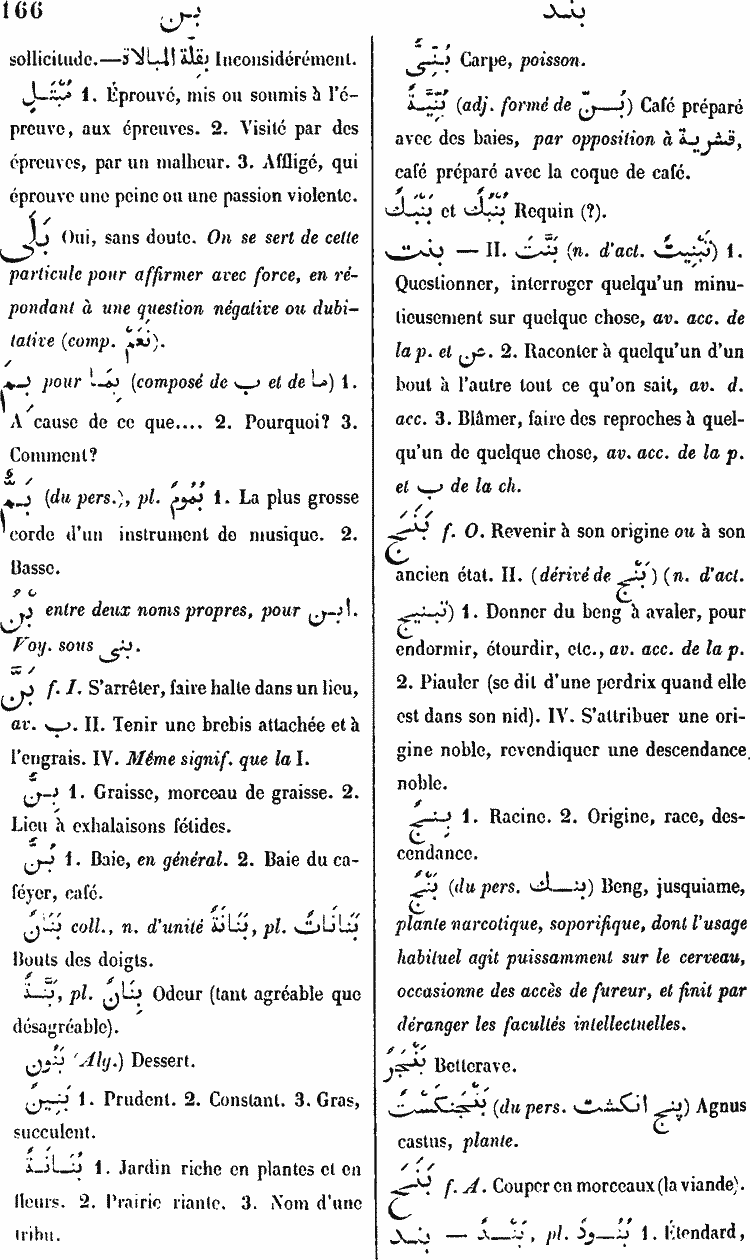 166
بن
بند
sollicitude.—بِقِلَّة المبالاة Inconsidérément.
مُبْتَلٍ 1. Éprouvé, mis ou soumis à l'é-
preuve, aux épreuves. 2. Visité par des
épreuves, par un malheur. 3. Affligé, qui
éprouve une peine ou une passion violente.
بَلَى Oui, sans doute. On se sert de cette
particule pour affirmer avec force, en ré-
pondant à une question négative ou dubi-
tative (comp. نَعَمْ).
بِمَ pour بِمَا (composé de ب et de ما) 1.
A cause de ce que.... 2. Pourquoi? 3.
Comment?
بَمٌّ (du pers.), pl. بُمُومٌ 1. La plus grosse
corde d'un instrument de musique. 2.
Basse.
بْنُ entre deux noms propres, pour ابن.
Voy. sous بنى.
بَنَّ f. I. S'arrêter, faire halte dans un lieu,
av. ب. II. Tenir une brebis attachée et à
l'engrais. IV. Même signif. que la I.
بِنٌّ 1. Graisse, morceau de graisse. 2.
Lieu à exhalaisons fétides.
بُنٌّ 1. Baie, en général. 2. Baie du ca-
féyer, café.
بَنَانٌ coll., n. d'unité بَنَانَةٌ, pl. بَنَانَاتٌ
Bouts des doigts.
بَنَّةٌ, pl. بِنَانٌ Odeur (tant agréable que
désagréable).
بَنُون (Alg.) Dessert.
بَنِينٌ 1. Prudent. 2. Constant. 3. Gras,
succulent.
بُنَانَةٌ 1. Jardin riche en plantes et en
fleurs. 2. Prairie riante. 3. Nom d'une
tribu.
بُنِّىٌّ Carpe, poisson.
بُنِّيَّةٌ (adj. formé de بُنّ) Café préparé
avec des baies, par opposition à قشرية,
café préparé avec la coque de café.
بَنْبَكٌ et بُنْبُكٌ Requin (?).
بنت — II. بَنَّتَ (n. d'act. تَبْنِيتٌ) 1.
Questionner, interroger quelqu'un minu-
tieusement sur quelque chose, av. acc. de
la p. et عن. 2. Raconter à quelqu'un d'un
bout à l'autre tout ce qu'on sait, av. d.
acc. 3. Blâmer, faire des reproches à quel-
qu'un de quelque chose, av. acc. de la p.
et ب de la ch.
بَنَجَ f. O. Revenir à son origine ou à son
ancien état. II. (dérivé de بَنْج) (n. d'act.
تبنيج) 1. Donner du beng à avaler, pour
endormir, étourdir, etc., av. acc. de la p.
2. Piauler (se dit d'une perdrix quand elle
est dans son nid). IV. S'attribuer une ori-
gine noble, revendiquer une descendance
noble.
بِنْجٌ 1. Racine. 2. Origine, race, des-
cendance.
بَنْجٌ (du pers. بنك) Beng, jusquiame,
plante narcotique, soporifique, dont l'usage
habituel agit puissamment sur le cerveau,
occasionne des accès de fureur, et finit par
déranger les facultés intellectuelles.
بَنْجَرٌ Betterave.
بَنْجَنْكَشْتٌ (du pers. پنج انكشت) Agnus
castus, plante.
بَنَحَ f. A. Couper en morceaux (la viande).
بند — بَنْدٌ, pl. بُنُودٌ 1. Étendard,